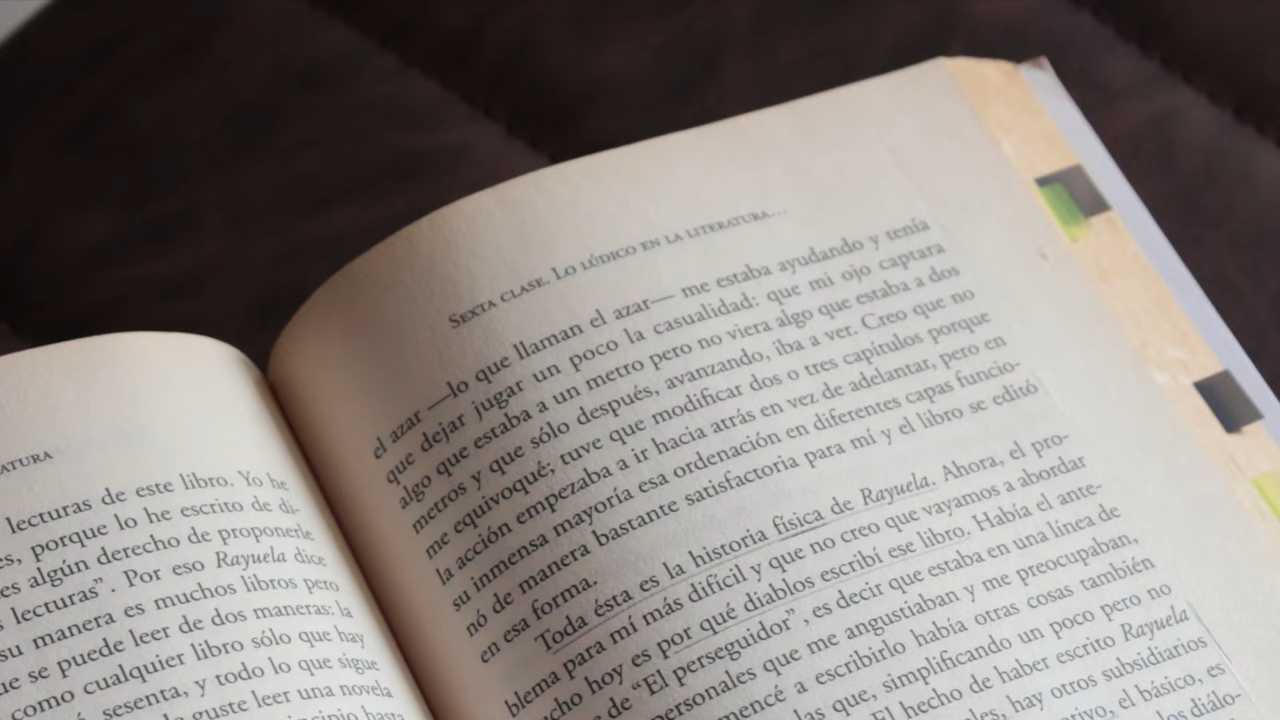 ATURA
lecturas de este libro. Yo he
es, porque lo he escrito de di-
es algún derecho de proponerle
s lecturas”. Por eso Rayuela dice
su manera es muchos libros pero
ue se puede leer de dos maneras: la
como cualquier libro sólo que hay
sesenta, y todo lo que sigue
le guste leer una novela
principio hasta
SEXTA CLASE. LO LÚDICO EN LA LITERATURA...
el azar —lo que llaman el azar— me estaba ayudando y tenía
que dejar jugar un poco la casualidad: que mi ojo captara
algo que estaba a un metro pero no viera algo que estaba a dos
metros y que sólo después, avanzando, iba a ver. Creo que no
me equivoqué; tuve que modificar dos o tres capítulos porque
la acción empezaba a ir hacia atrás en vez de adelantar, pero en
su inmensa mayoría esa ordenación en diferentes capas funcio-
nó de manera bastante satisfactoria para mí y el libro se editó
en esa forma.
Toda ésta es la historia física de Rayuela. Ahora, el pro-
blema para mí más difícil y que no creo que vayamos a abordar
cho hoy es por qué diablos escribí ese libro. Había el ante-
e de “El perseguidor”, es decir que estaba en una línea de
personales que me angustiaban y me preocupaban,
mencé a escribirlo había otras cosas también
las que, simplificando un poco pero no
El hecho de haber escrito Rayuela
les, hay otros subsidiarios
tivo, el básico, es
los diálo-